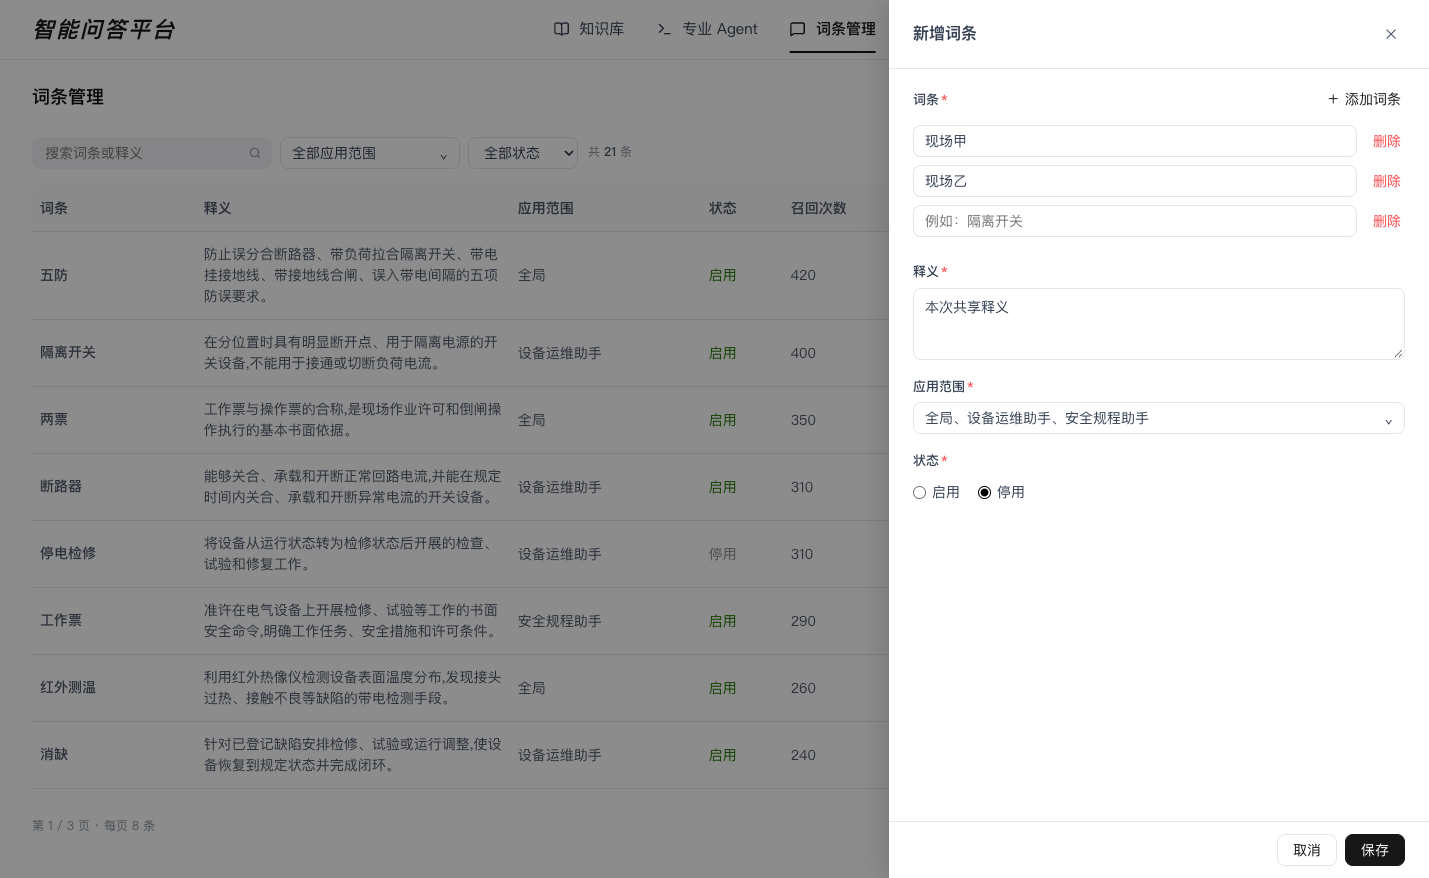 智能问答平台
知识库
专业 Agent
词条管理
词条管理
搜索词条或释义
全部应用范围
全部状态
共 21 条
词条 释义 应用范围 状态 召回次数
五防
防止误分合断路器、带负荷拉合隔离开关、带电
挂接地线、带接地线合闸、误入带电间隔的五项
防误要求。
全局
启用
420
隔离开关
在分位置时具有明显断开点、用于隔离电源的开
关设备,不能用于接通或切断负荷电流。
设备运维助手
启用
400
两票
工作票与操作票的合称,是现场作业许可和倒闸操
作执行的基本书面依据。
全局
启用
350
断路器
能够关合、承载和开断正常回路电流,并能在规定
时间内关合、承载和开断异常电流的开关设备。
设备运维助手
启用
310
停电检修
将设备从运行状态转为检修状态后开展的检查、
试验和修复工作。
设备运维助手
停用
310
工作票
准许在电气设备上开展检修、试验等工作的书面
安全命令,明确工作任务、安全措施和许可条件。
安全规程助手
启用
290
红外测温
利用红外热像仪检测设备表面温度分布,发现接头
过热、接触不良等缺陷的带电检测手段。
全局
启用
260
消缺
针对已登记缺陷安排检修、试验或运行调整,使设
备恢复到规定状态并完成闭环。
设备运维助手
启用
240
第 1 / 3 页 · 每页 8 条
新增词条
词条 *
+ 添加词条
现场甲 删除
现场乙 删除
例如：隔离开关 删除
释义 *
本次共享释义
应用范围 *
全局、设备运维助手、安全规程助手
状态 *
启用 停用
取消 保存